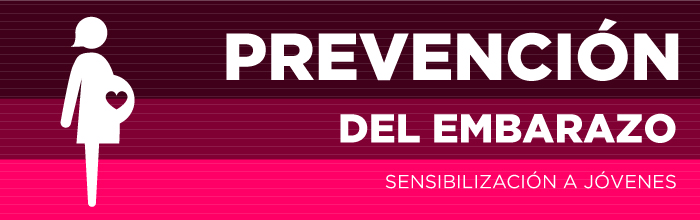 PREVENCIÓN
DEL EMBARAZO
SENSIBILIZACIÓN A JÓVENES